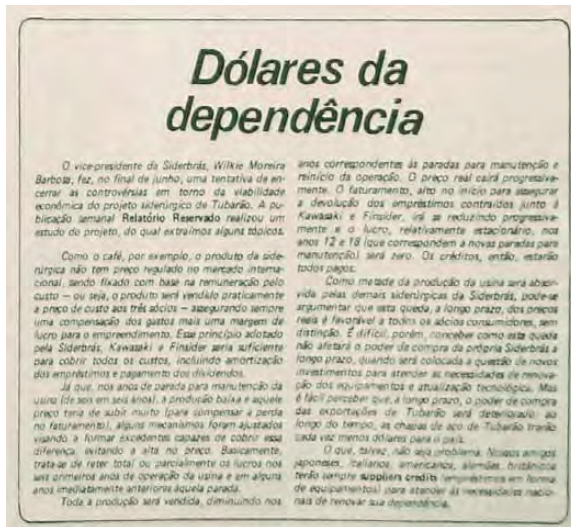 Dólares da
dependência
O vice-presidente da Siderbrás, Wilkie Moreira
Barbosa, fez, no final de junho, uma tentativa de en-
cerrar as controvérsias em torno da viabilidade
econômica do projeto siderúrgico de Tubarão. A pu-
blicação semanal Relatório Reservado realizou um
estudo do projeto, do qual extraímos alguns tópicos.
Como o café, por exemplo, o produto da side-
rúrgica não tem preço regulado no mercado interna-
cional, sendo fixado com base na remuneração pelo
custo — ou seja, o produto será vendido praticamente
a preço de custo aos três sócios — assegurando sempre
uma compensação dos gastos mais uma margem de
lucro para o empreendimento. Esse princípio adotado
pela Siderbrás, Kawasaki e Finsider seria suficiente
para cobrir todos os custos, incluindo amortização
dos empréstimos e pagamento dos dividendos.
Já que, nos anos de parada para manutenção da
usina (de seis em seis anos), a produção baixa e aquele
preço teria de subir muito (para compensar a perda
no faturamento), alguns mecanismos foram ajustados
visando a formar excedentes capazes de cobrir essa
diferença, evitando a alta no preço. Basicamente,
trata-se de reter total ou parcialmente os lucros nos
seis primeiros anos de operação da usina e em alguns
anos imediatamente anteriores àquela parada.
Toda a produção será vendida, diminuindo nos
anos correspondentes às paradas para manutenção e
reinício da operação. O preço real cairá progressiva-
mente. O faturamento, alto no início para assegurar
a devolução dos empréstimos contraídos junto à
Kawasaki e Finsider, irá se reduzindo progressiva-
mente e o lucro, relativamente estacionário, nos
anos 12 e 18 (que correspondem a novas paradas para
manutenção) será zero. Os créditos, então, estarão
todos pagos.
Como metade da produção da usina será absor-
vida pelas demais siderúrgicas da Siderbrás, pode-se
argumentar que esta queda, a longo prazo, dos preços
reais é favorável a todos os sócios consumidores, sem
distinção. É difícil, porém, conceber como esta queda
não afetará o poder de compra da própria Siderbrás a
longo prazo, quando será colocada a questão de novos
investimentos para atender às necessidades de renova-
ção dos equipamentos e atualização tecnológica. Mas
é fácil perceber que, a longo prazo, o poder de compra
das exportações de Tubarão será deteriorado: ao
longo do tempo, as chapas de aço de Tubarão trarão
cada vez menos dólares para o país.
O que, talvez, não seja problema. Nossos amigos
japoneses, italianos, americanos, alemães, britânicos
terão sempre suppliers credits (empréstimos em forma
de equipamentos) para atender às necessidades nacio-
nais de renovar sua dependência.